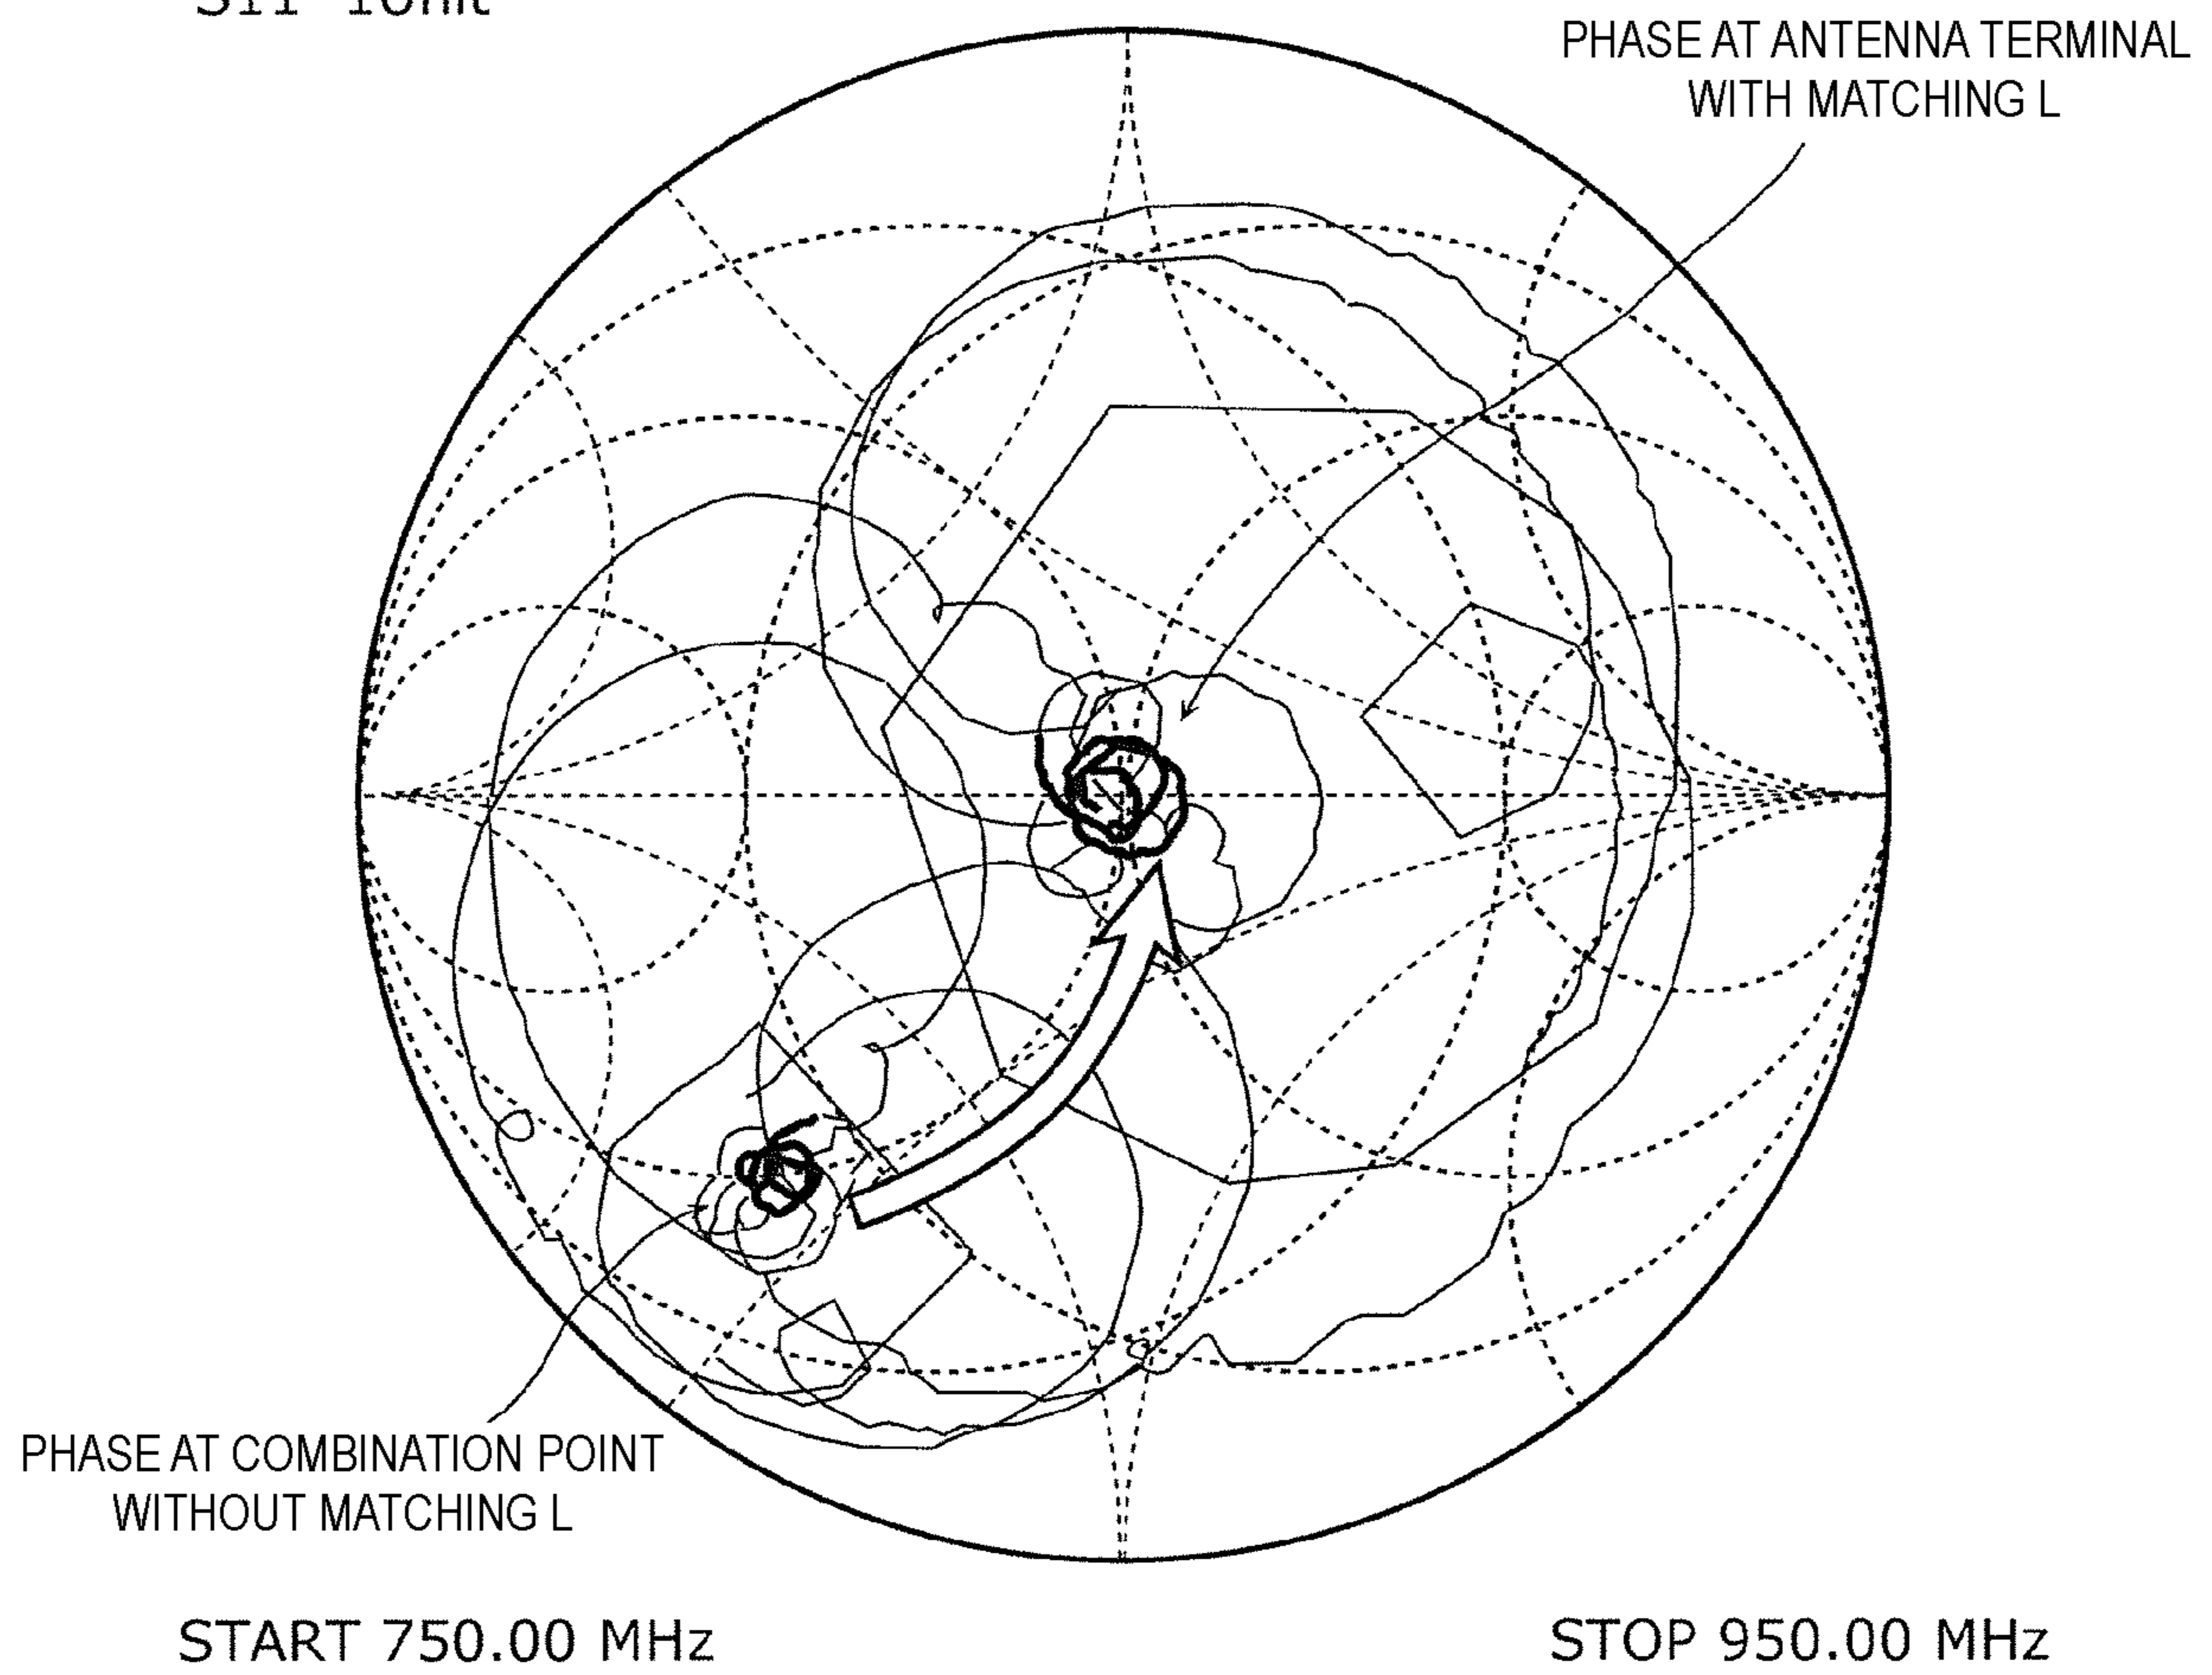 PHASE AT ANTENNA TERMINAL
WITH MATCHING L
PHASE AT COMBINATION POINT
WITHOUT MATCHING L
START 750.00 MHz
STOP 950.00 MHz